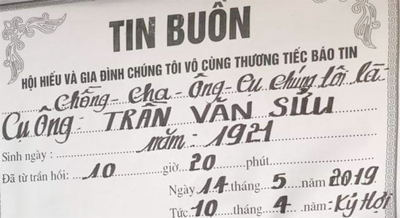 TIN BUỒN
HỘI HIẾU VÀ GIA ĐÌNH CHÚNG TÔI VÔ CÙNG THƯƠNG TIẾC BÁO TIN
Chồng - Cha - Ông - Cụ chúng tôi là
Cụ Ông: TRẦN VĂN SỬU
Sinh ngày : năm: 1921
Đã từ trần hồi: 10 giờ 20 phút
Ngày 14 tháng 5 năm 2019
Tức 10 tháng 4 năm Kỷ Hợi